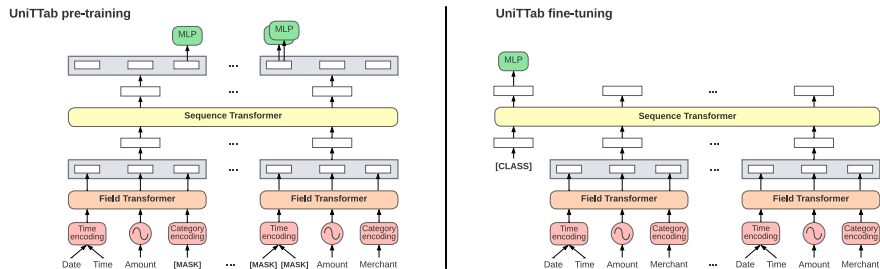 UniTTab pre-training
MLP
...
MLP
...
Sequence Transformer
...
...
Field Transformer
Field Transformer
Time encoding
Category encoding
Time encoding
Category encoding
Date Time Amount [MASK] ... [MASK] [MASK] Amount Merchant
UniTTab fine-tuning
MLP
...
Sequence Transformer
...
[CLASS]
...
Field Transformer
Field Transformer
Time encoding
Category encoding
Time encoding
Category encoding
Date Time Amount Merchant ... Date Time Amount Merchant